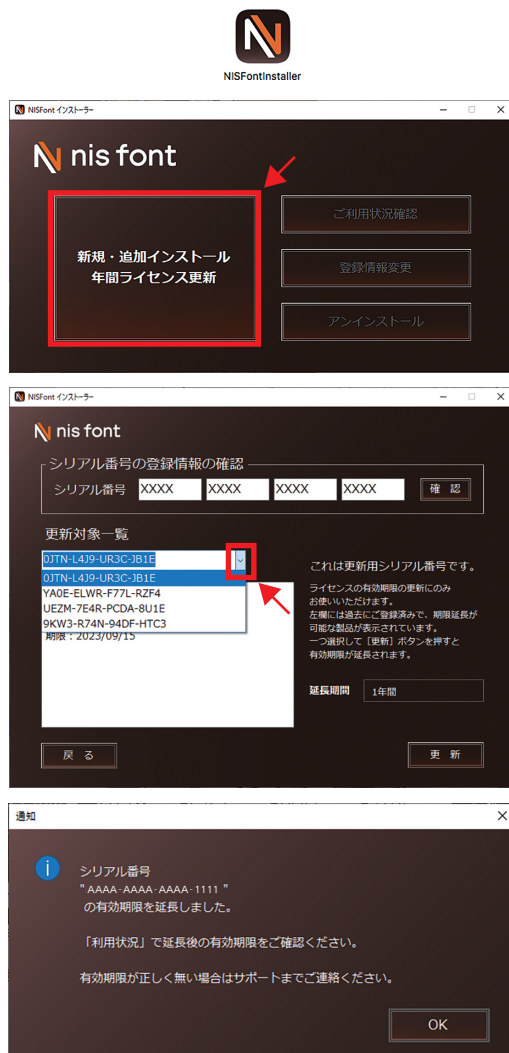 NISFontInstaller
NISFont インストーラー
nis font
新規・追加インストール
年間ライセンス更新
ご利用状況確認
登録情報変更
アンインストール
NISFont インストーラー
nis font
シリアル番号の登録情報の確認
シリアル番号 XXXX XXXX XXXX XXXX 確 認
更新対象一覧
0JTN-L4J9-UR3C-JB1E
0JTN-L4J9-UR3C-JB1E
YA0E-ELWR-F77L-RZF4
UEZM-7E4R-PCDA-8U1E
9KW3-R74N-94DF-HTC3
期限：2023/09/15
これは更新用シリアル番号です。
ライセンスの有効期限の更新にのみ
お使いいただけます。
左欄には過去にご登録済みで、期限延長が
可能な製品が表示されています。
一つ選択して［更新］ボタンを押すと
有効期限が延長されます。
延長期間 1年間
戻 る
更 新
通知
シリアル番号
" AAAA-AAAA-AAAA-1111 "
の有効期限を延長しました。
「利用状況」で延長後の有効期限をご確認ください。
有効期限が正しく無い場合はサポートまでご連絡ください。
OK